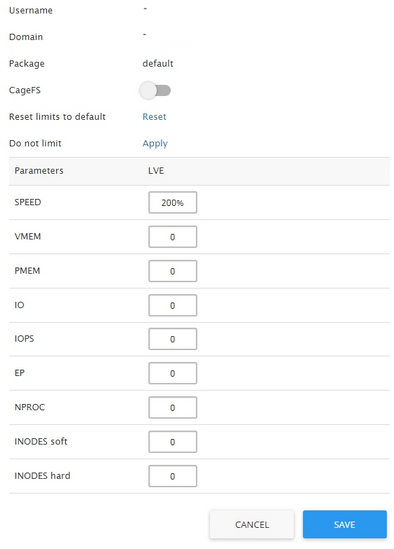 Username -
Domain -
Package default
CageFS
Reset limits to default Reset
Do not limit Apply
Parameters LVE
SPEED 200%
VMEM 0
PMEM 0
IO 0
IOPS 0
EP 0
NPROC 0
INODES soft 0
INODES hard 0
CANCEL SAVE